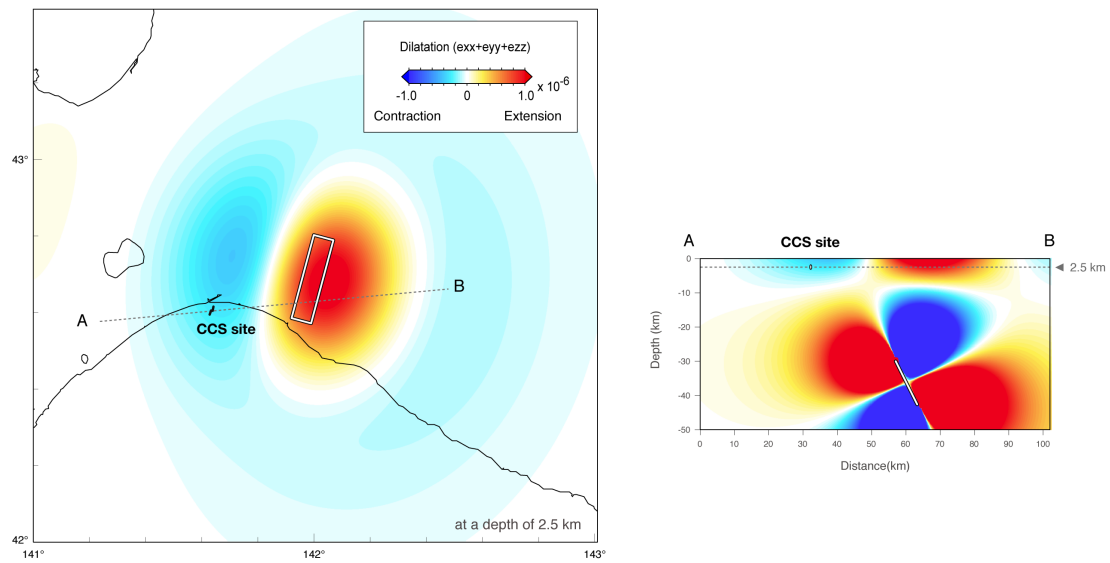 Dilatation (exx+eyy+ezz)
-1.0 0 1.0 x 10⁻⁶
Contraction Extension
43°
A
B
CCS site
at a depth of 2.5 km
42°
141° 142° 143°
A B
CCS site
2.5 km
Depth (km)
0
-10
-20
-30
-40
-50
0 10 20 30 40 50 60 70 80 90 100
Distance(km)